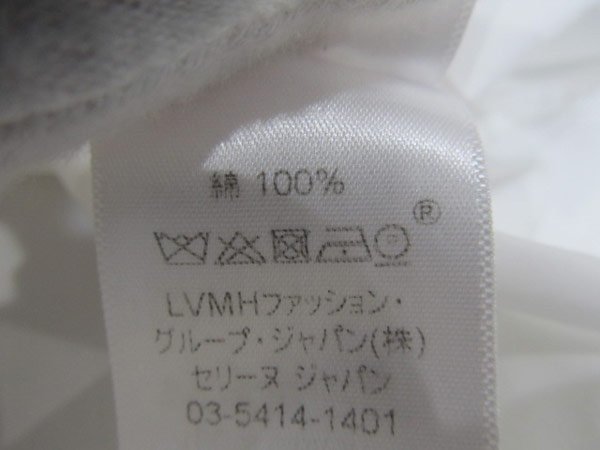 綿 100%
®
LVMHファッション・
グループ・ジャパン(株)
セリーヌ ジャパン
03-5414-1401